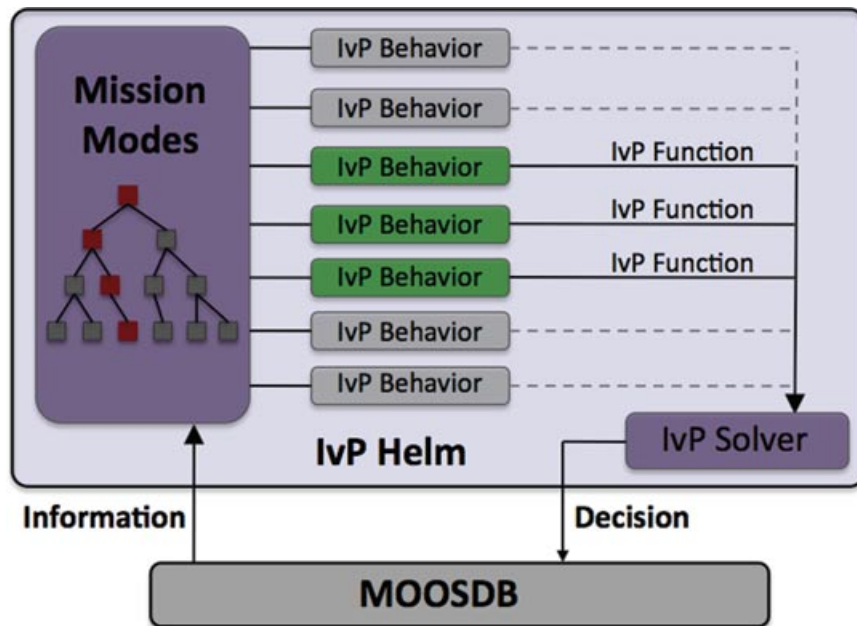 Mission
Modes
IvP Behavior
IvP Behavior
IvP Behavior
IvP Function
IvP Behavior
IvP Function
IvP Behavior
IvP Function
IvP Behavior
IvP Behavior
IvP Helm
IvP Solver
Information
Decision
MOOSDB